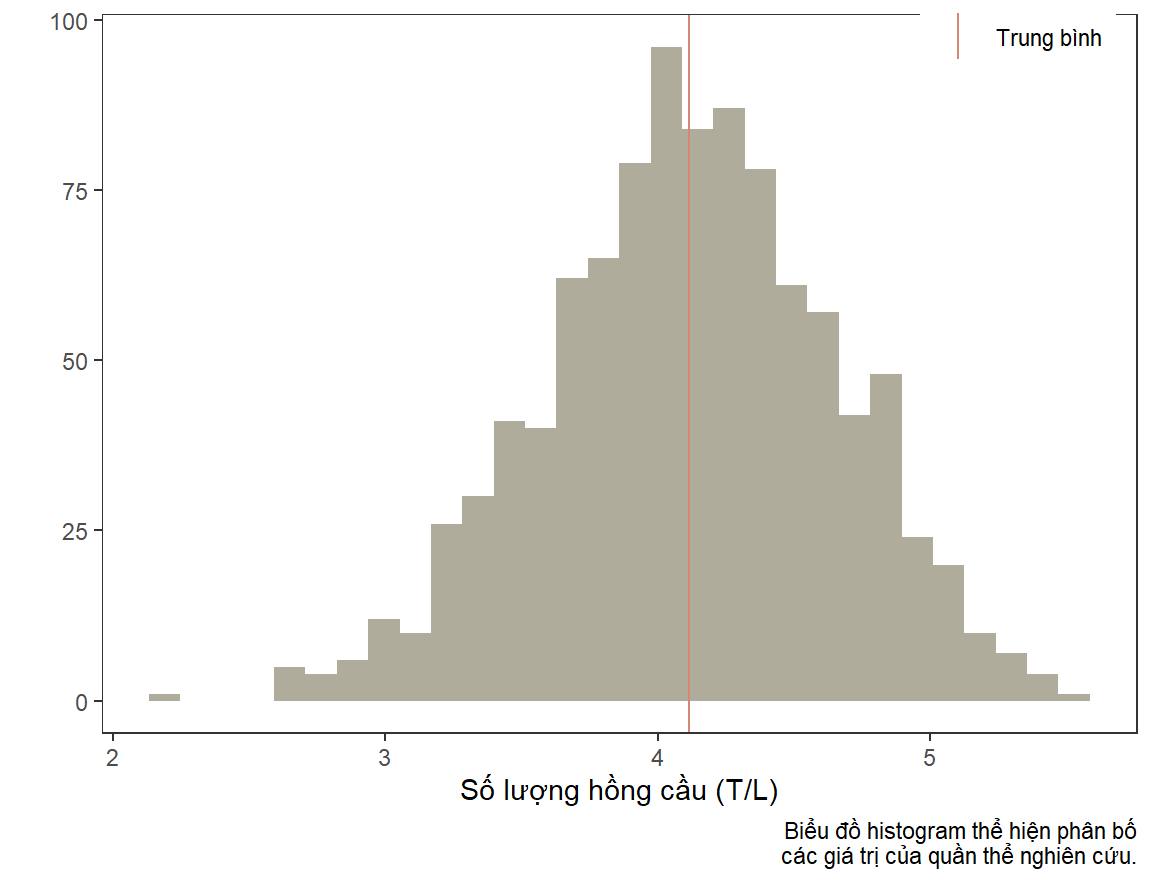 100
75
50
25
0
Trung bình
2
3
4
5
Số lượng hồng cầu (T/L)
Biểu đồ histogram thể hiện phân bố
các giá trị của quần thể nghiên cứu.